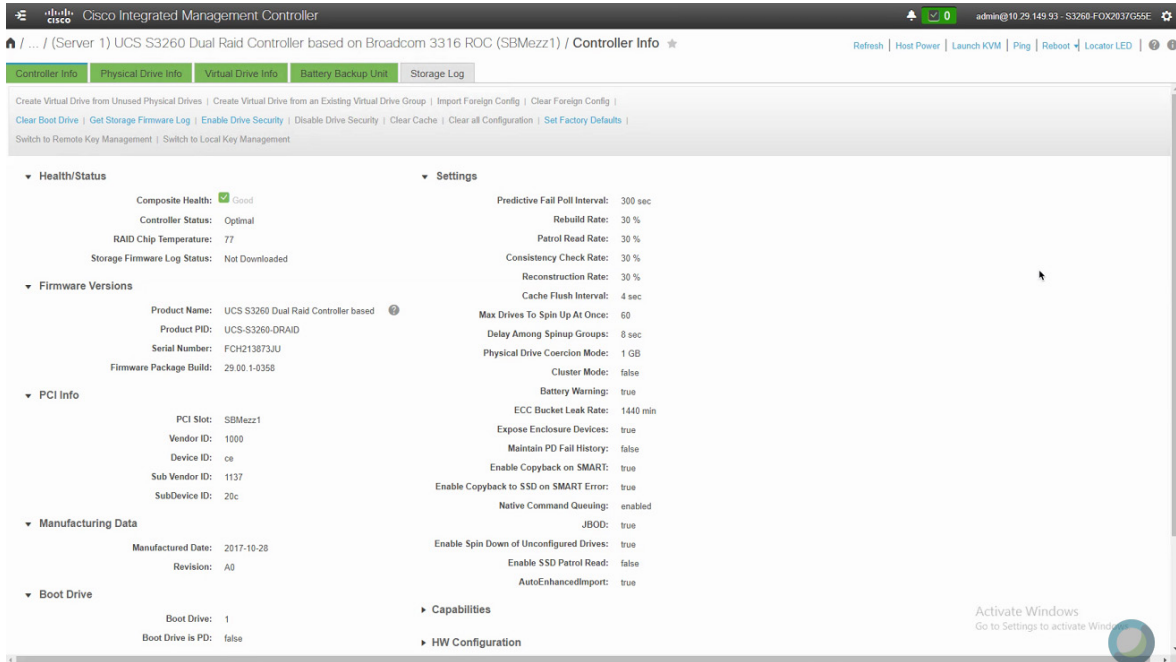 cisco Cisco Integrated Management Controller
0 admin@10.29.149.93 - S3260-FOX2037G55E
/ ... / (Server 1) UCS S3260 Dual Raid Controller based on Broadcom 3316 ROC (SBMezz1) / Controller Info
Refresh | Host Power | Launch KVM | Ping | Reboot | Locator LED |
Controller Info Physical Drive Info Virtual Drive Info Battery Backup Unit Storage Log
Create Virtual Drive from Unused Physical Drives | Create Virtual Drive from an Existing Virtual Drive Group | Import Foreign Config | Clear Foreign Config |
Clear Boot Drive | Get Storage Firmware Log | Enable Drive Security | Disable Drive Security | Clear Cache | Clear all Configuration | Set Factory Defaults |
Switch to Remote Key Management | Switch to Local Key Management
Health/Status
Composite Health: Good
Controller Status: Optimal
RAID Chip Temperature: 77
Storage Firmware Log Status: Not Downloaded
Firmware Versions
Product Name: UCS S3260 Dual Raid Controller based
Product PID: UCS-S3260-DRAID
Serial Number: FCH213873JU
Firmware Package Build: 29.00.1-0358
PCI Info
PCI Slot: SBMezz1
Vendor ID: 1000
Device ID: ce
Sub Vendor ID: 1137
SubDevice ID: 20c
Manufacturing Data
Manufactured Date: 2017-10-28
Revision: A0
Boot Drive
Boot Drive: 1
Boot Drive is PD: false
Settings
Predictive Fail Poll Interval: 300 sec
Rebuild Rate: 30 %
Patrol Read Rate: 30 %
Consistency Check Rate: 30 %
Reconstruction Rate: 30 %
Cache Flush Interval: 4 sec
Max Drives To Spin Up At Once: 60
Delay Among Spinup Groups: 8 sec
Physical Drive Coercion Mode: 1 GB
Cluster Mode: false
Battery Warning: true
ECC Bucket Leak Rate: 1440 min
Expose Enclosure Devices: true
Maintain PD Fail History: false
Enable Copyback on SMART: true
Enable Copyback to SSD on SMART Error: true
Native Command Queuing: enabled
JBOD: true
Enable Spin Down of Unconfigured Drives: true
Enable SSD Patrol Read: false
AutoEnhancedImport: true
Capabilities
HW Configuration
Activate Windows
Go to Settings to activate Windows